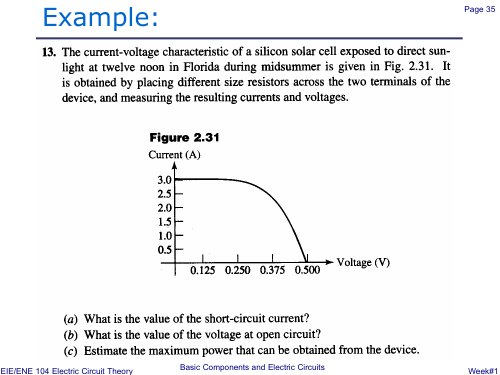 Example:
Page 35
13. The current-voltage characteristic of a silicon solar cell exposed to direct sun-
light at twelve noon in Florida during midsummer is given in Fig. 2.31. It
is obtained by placing different size resistors across the two terminals of the
device, and measuring the resulting currents and voltages.
Figure 2.31
Current (A)
3.0
2.5
2.0
1.5
1.0
0.5
0.125 0.250 0.375 0.500
Voltage (V)
(a) What is the value of the short-circuit current?
(b) What is the value of the voltage at open circuit?
(c) Estimate the maximum power that can be obtained from the device.
EIE/ENE 104 Electric Circuit Theory
Basic Components and Electric Circuits
Week#1